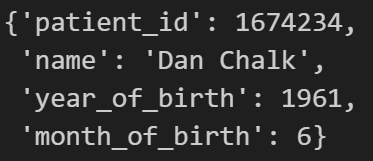 {'patient_id': 1674234,
 'name': 'Dan Chalk',
 'year_of_birth': 1961,
 'month_of_birth': 6}